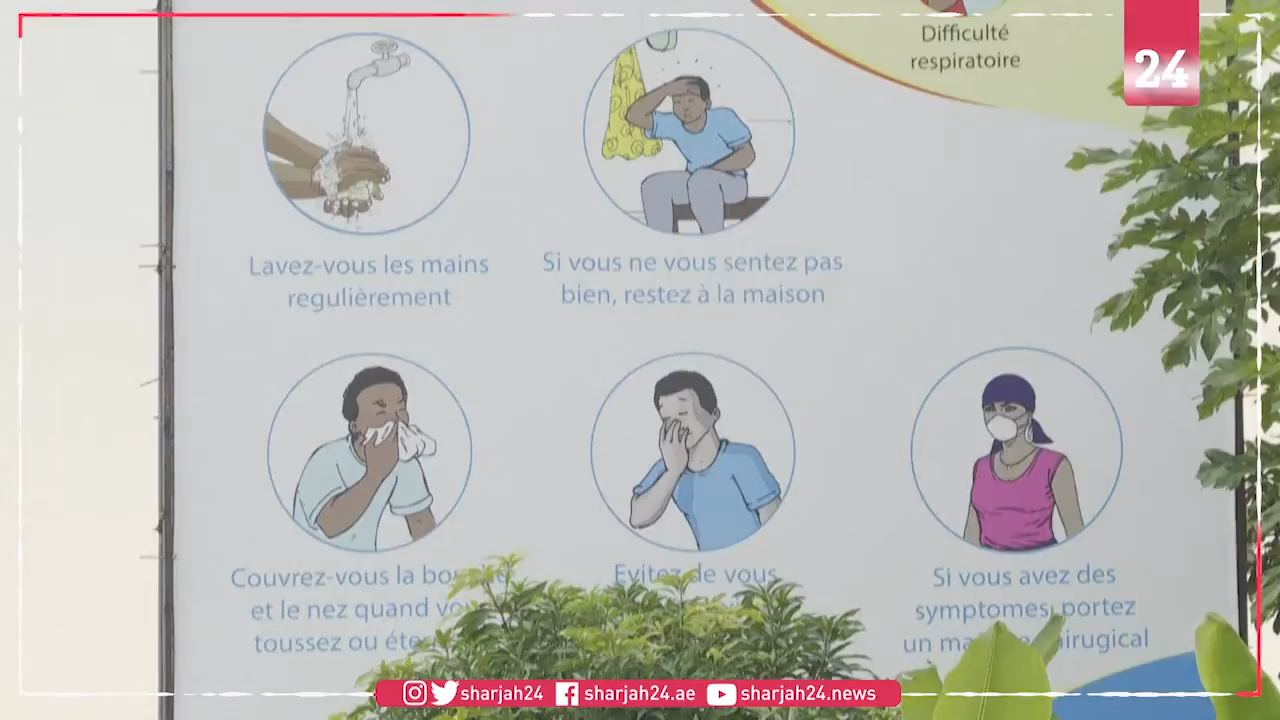 Difficulté
respiratoire
24
Lavez-vous les mains
regulièrement
Si vous ne vous sentez pas
bien, restez à la maison
Couvrez-vous la
et le nez quand
toussez ou
Evitez de vous
Si vous avez des
symptomes, portez
un
sharjah24
sharjah24.ae
sharjah24.news